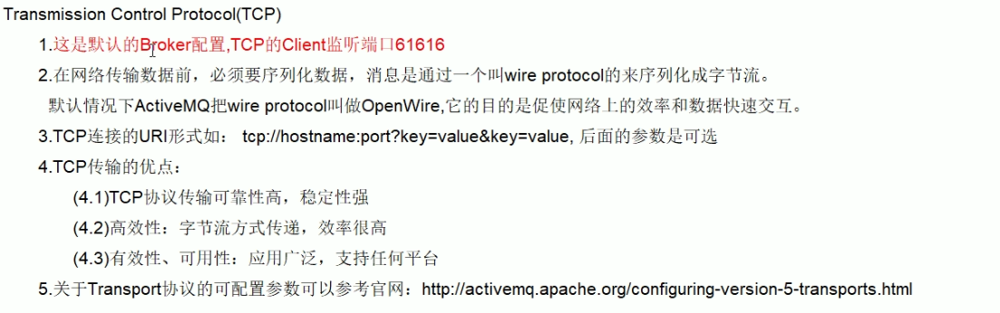 Transmission Control Protocol(TCP)
1.这是默认的Broker配置,TCP的Client监听端口61616
2.在网络传输数据前，必须要序列化数据，消息是通过一个叫wire protocol的来序列化成字节流。
默认情况下ActiveMQ把wire protocol叫做OpenWire,它的目的是促使网络上的效率和数据快速交互。
3.TCP连接的URI形式如： tcp://hostname:port?key=value&key=value, 后面的参数是可选
4.TCP传输的优点：
(4.1)TCP协议传输可靠性高，稳定性强
(4.2)高效性：字节流方式传递，效率很高
(4.3)有效性、可用性：应用广泛，支持任何平台
5.关于Transport协议的可配置参数可以参考官网：http://activemq.apache.org/configuring-version-5-transports.html